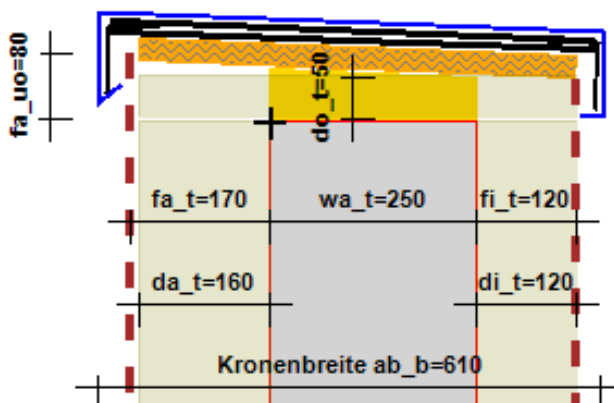 fa_uo=80
do_t=50
fa_t=170 wa_t=250 fi_t=120
da_t=160 di_t=120
Kronenbreite ab_b=610